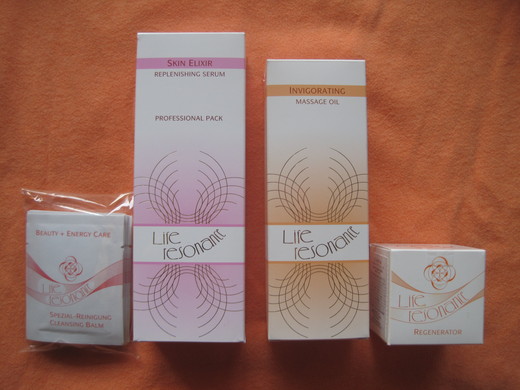 BEAUTY + ENERGY CARE
Life
resonance
SPEZIAL-REINIGUNG
CLEANSING BALM
SKIN ELIXIR
REPLENISHING SERUM
PROFESSIONAL PACK
Life
resonance
INVIGORATING
MASSAGE OIL
Life
resonance
Life
resonance
REGENERATOR